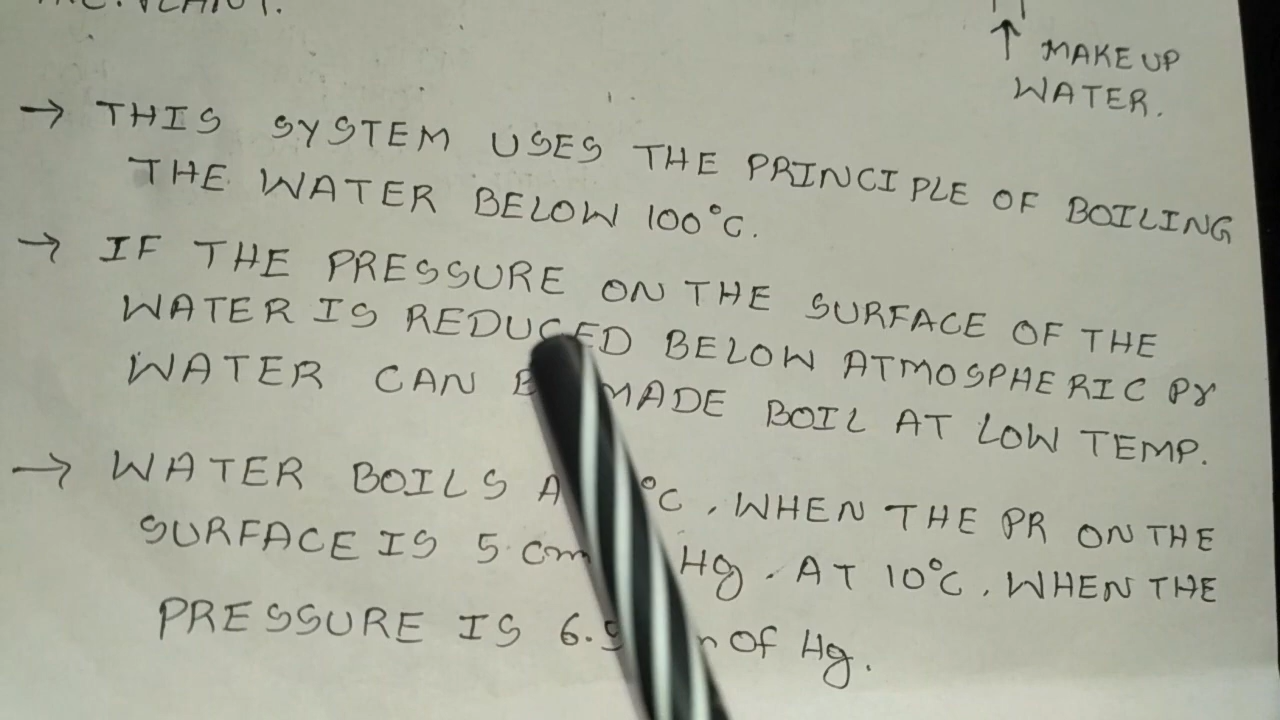 MAKE UP
WATER.
→ THIS SYSTEM USES THE PRINCIPLE OF BOILING
THE WATER BELOW 100°C.
→ IF THE PRESSURE ON THE SURFACE OF THE
WATER IS REDUCED BELOW ATMOSPHERIC Pr
WATER CAN MADE BOIL AT LOW TEMP.
→ WATER BOILS °C. WHEN THE PR ON THE
SURFACE IS 5 cm Hg. AT 10°C. WHEN THE
PRESSURE IS of Hg.